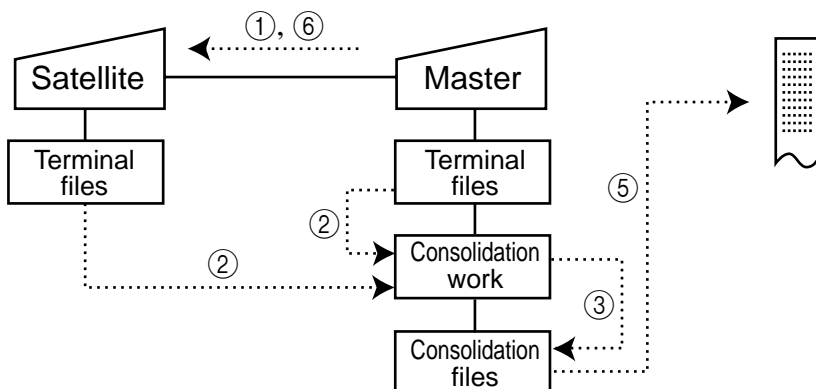 ①, ⑥
Satellite
Master
Terminal
files
Terminal
files
②
②
Consolidation
work
③
⑤
Consolidation
files